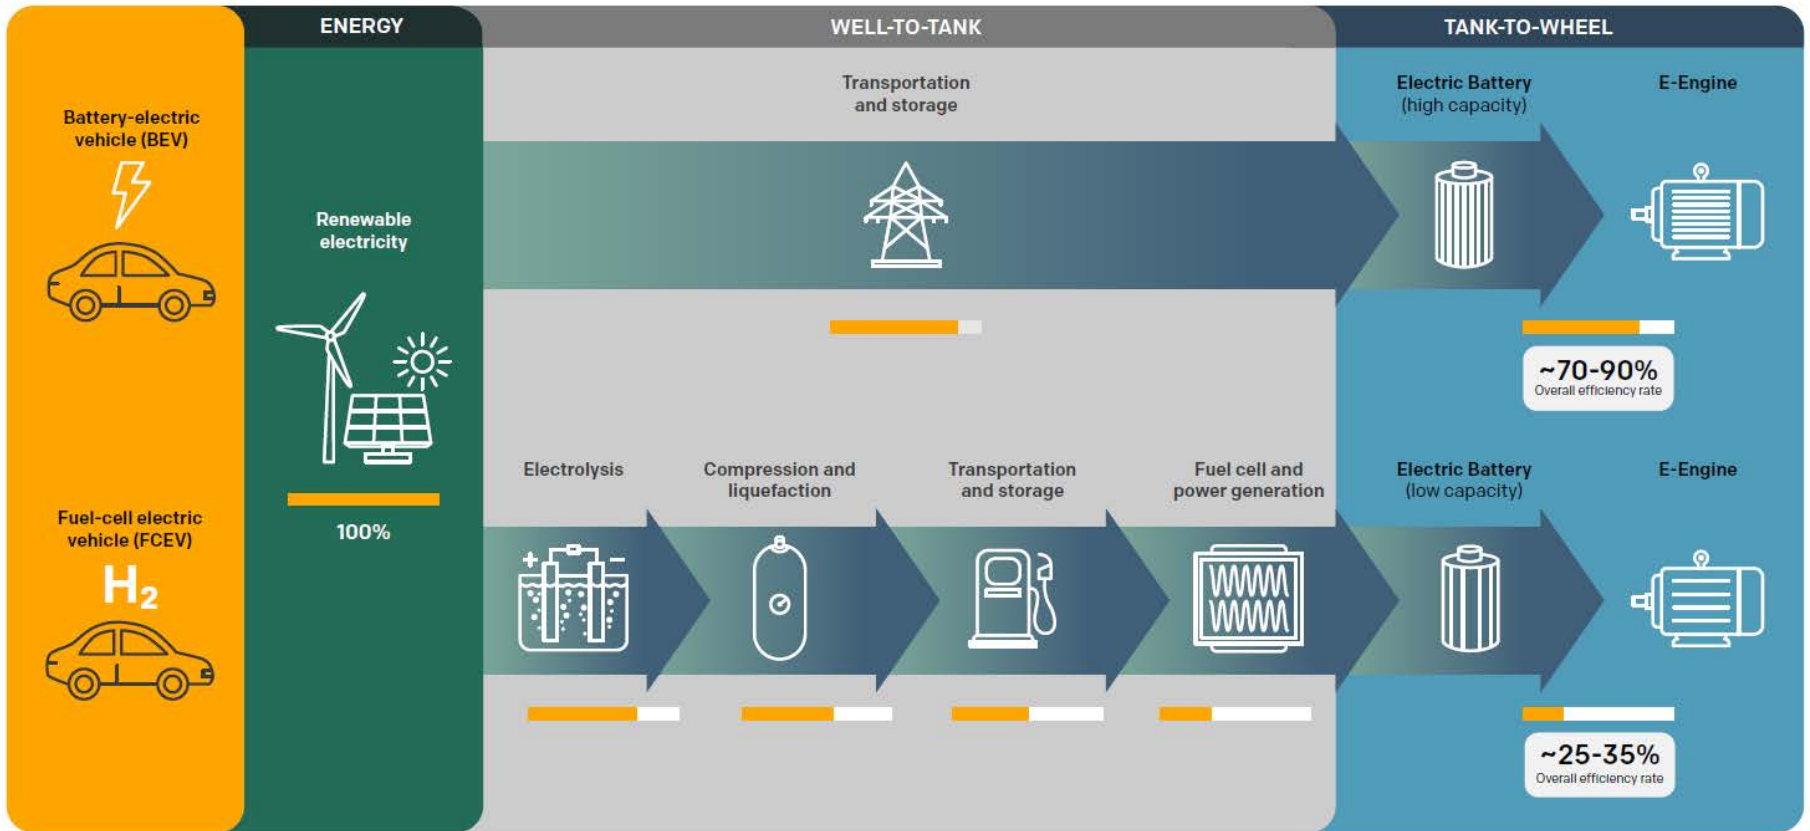 ENERGY
WELL-TO-TANK
TANK-TO-WHEEL
Battery-electric
vehicle (BEV)
Renewable
electricity
100%
Transportation
and storage
Electric Battery
(high capacity)
E-Engine
~70-90%
Overall efficiency rate
Fuel-cell electric
vehicle (FCEV)
H₂
Electrolysis
+ −
Compression and
liquefaction
Transportation
and storage
Fuel cell and
power generation
Electric Battery
(low capacity)
E-Engine
~25-35%
Overall efficiency rate